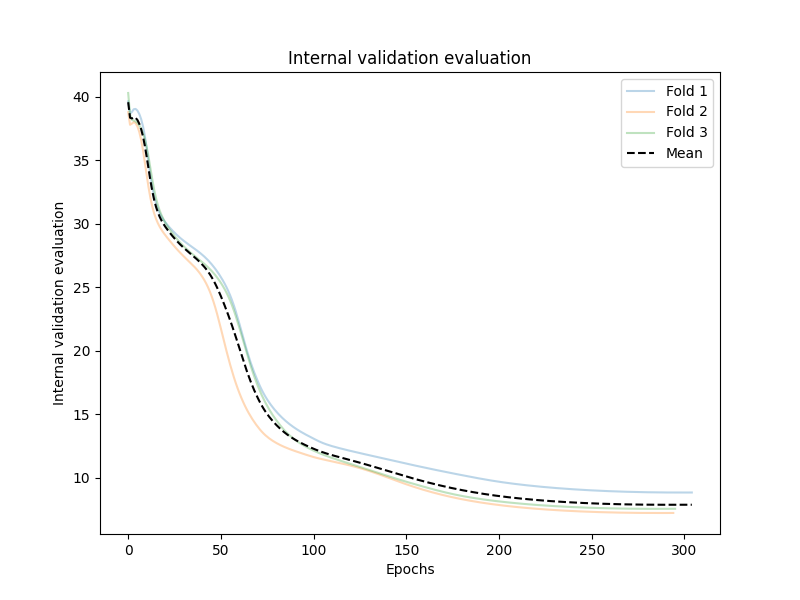 Internal validation evaluation
Fold 1
Fold 2
Fold 3
Mean
Internal validation evaluation
40
35
30
25
20
15
10
0 50 100 150 200 250 300
Epochs